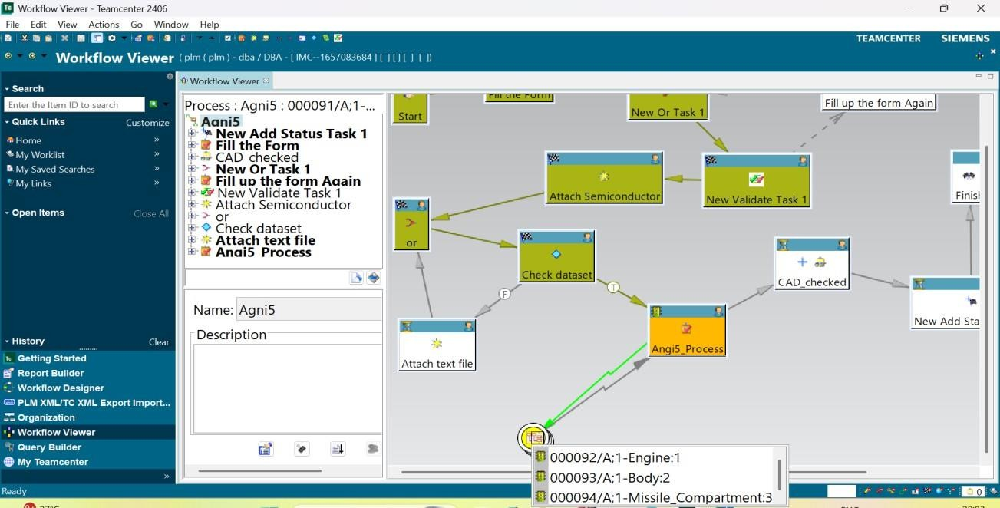 Workflow Viewer - Teamcenter 2406
File Edit View Actions Go Window Help
TEAMCENTER SIEMENS
Workflow Viewer ( plm ( plm ) - dba / DBA - [ IMC--1657083684 ] [ ] [ ] [ ] [ ])
Search
Enter the Item ID to search
Quick Links Customize
Home
My Worklist
My Saved Searches
My Links
Open Items Close All
History Clear
Getting Started
Report Builder
Workflow Designer
PLM XML/TC XML Export Import...
Organization
Workflow Viewer
Query Builder
My Teamcenter
Workflow Viewer
Process : Agni5 : 000091/A;1-...
Agni5
New Add Status Task 1
Fill the Form
CAD_checked
New Or Task 1
Fill up the form Again
New Validate Task 1
Attach Semiconductor
or
Check dataset
Attach text file
Angi5_Process
Name: Agni5
Description
Start
Fill the Form
New Or Task 1
Fill up the form Again
Attach Semiconductor
New Validate Task 1
Finish
or
Check dataset
CAD_checked
F
T
New Add Sta
Attach text file
Angi5_Process
000092/A;1-Engine:1
000093/A;1-Body:2
000094/A;1-Missile_Compartment:3
Ready
0